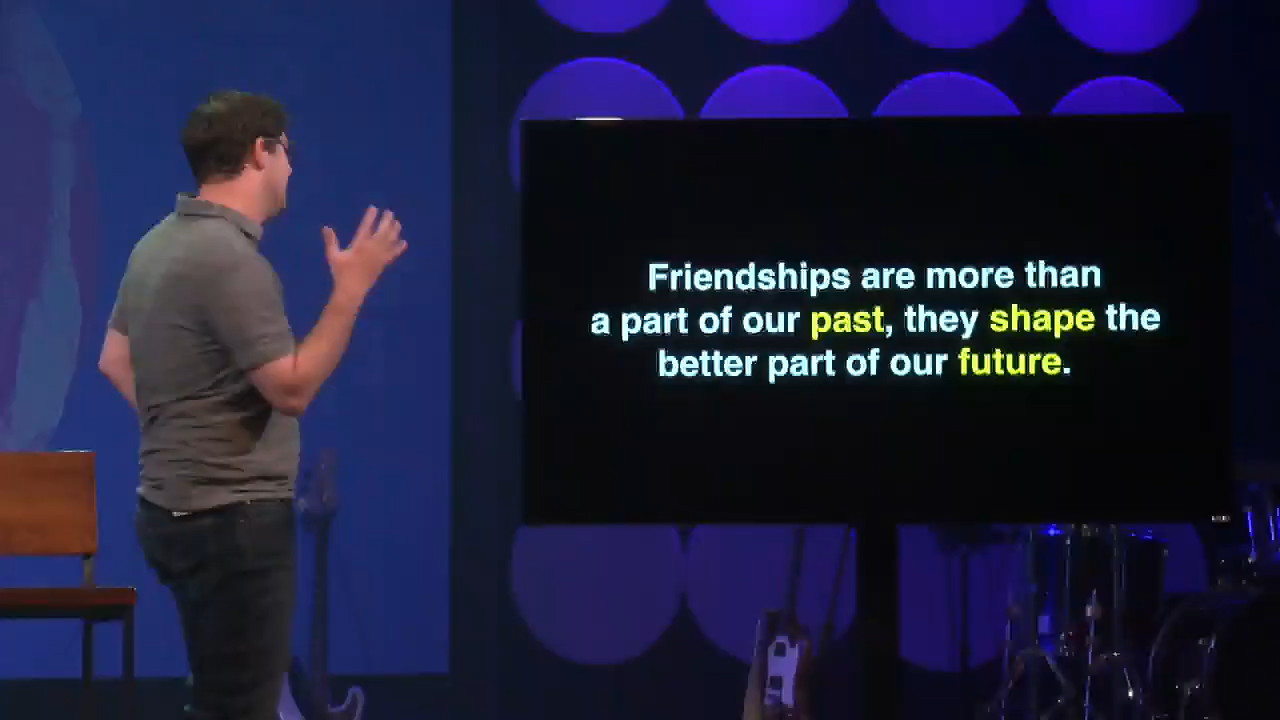 Friendships are more than
a part of our past, they shape the
better part of our future.